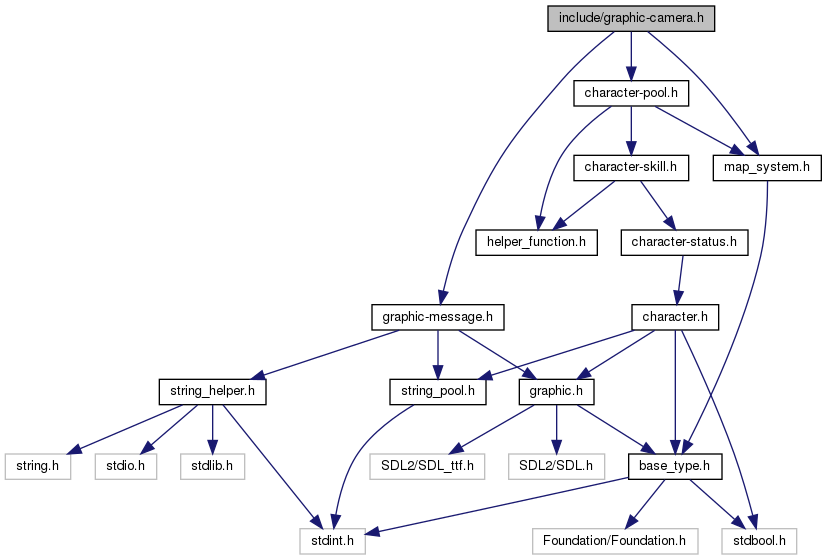 include/graphic-camera.h
character-pool.h
character-skill.h
map_system.h
helper_function.h
character-status.h
graphic-message.h
character.h
string_helper.h
string_pool.h
graphic.h
string.h
stdio.h
stdlib.h
SDL2/SDL_ttf.h
SDL2/SDL.h
base_type.h
stdint.h
Foundation/Foundation.h
stdbool.h